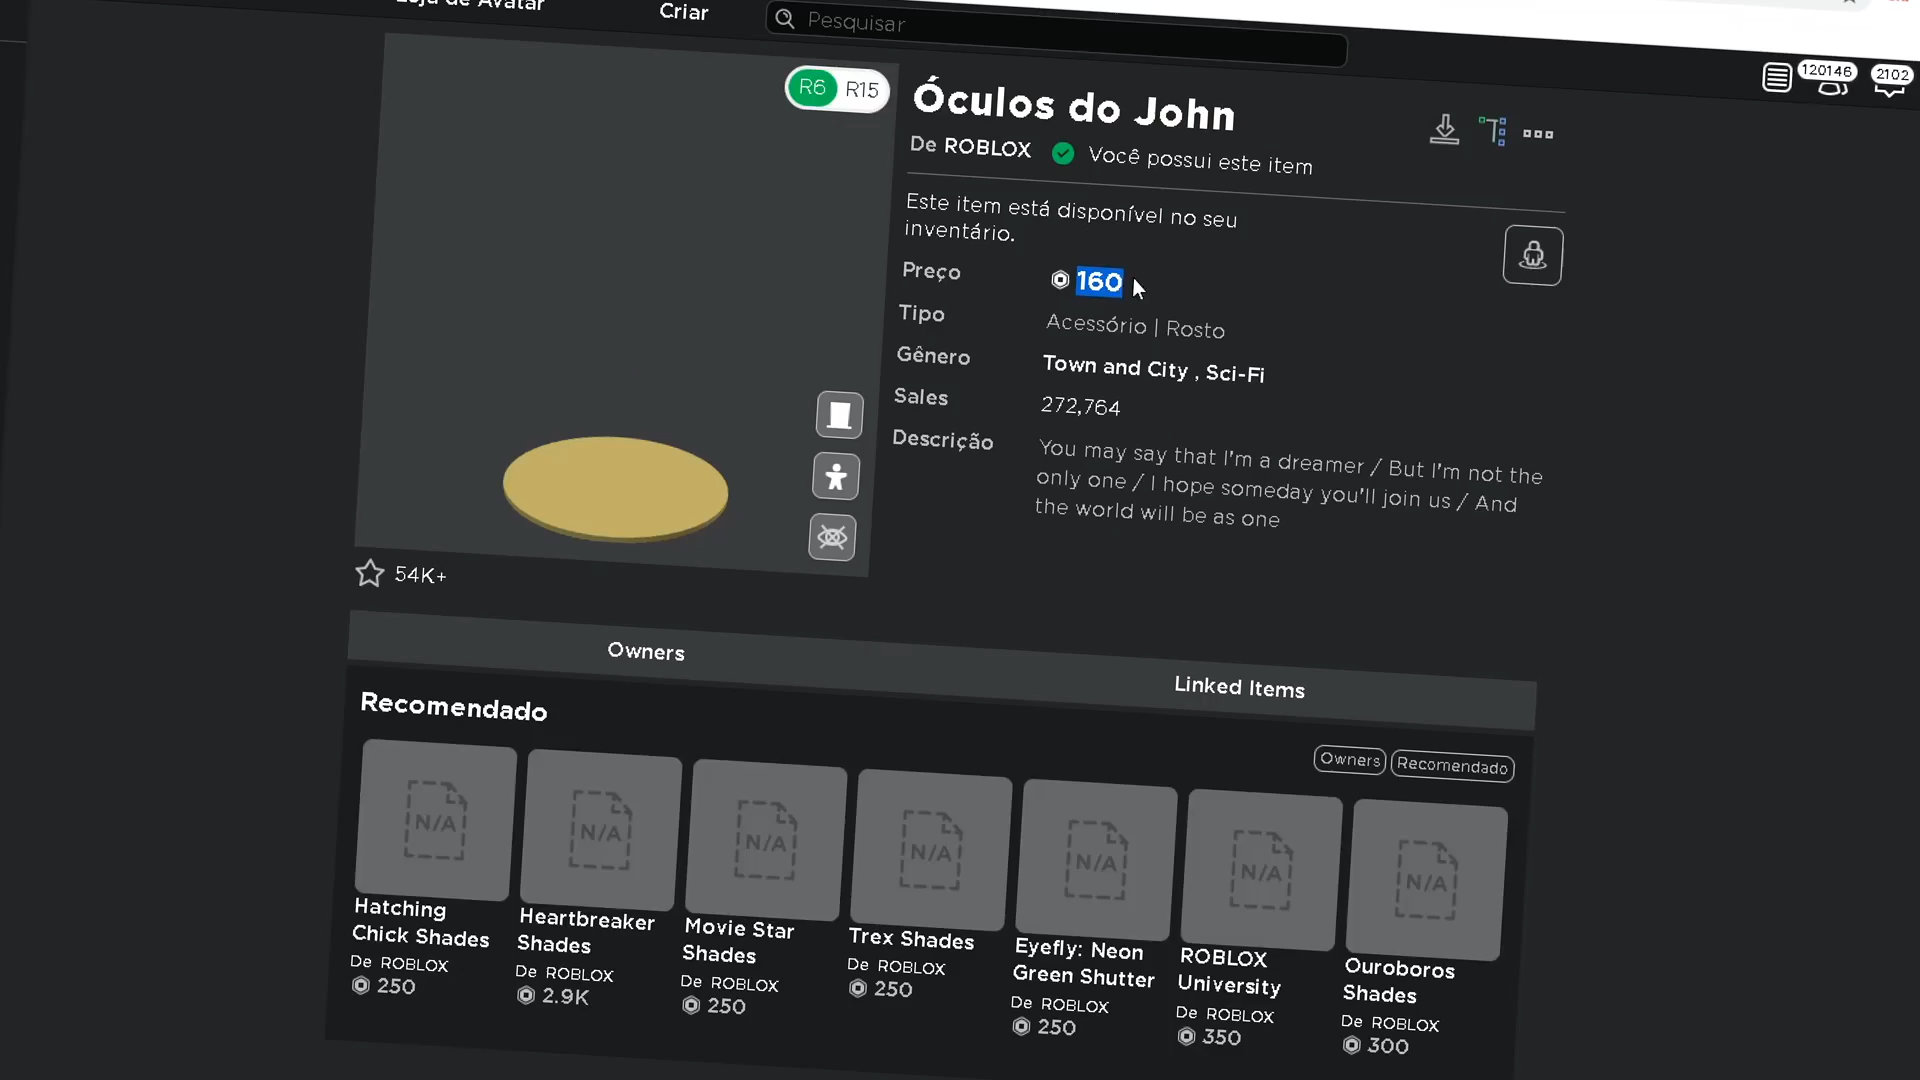 Loja de Avatar
Criar
Pesquisar
120146
2102
R6
R15
Óculos do John
De ROBLOX
Você possui este item
Este item está disponível no seu
inventário.
Preço
160
Tipo
Acessório | Rosto
Gênero
Town and City , Sci-Fi
Sales
272,764
Descrição
You may say that I'm a dreamer / But I'm not the
only one / I hope someday you'll join us / And
the world will be as one
54K+
Owners
Linked Items
Recomendado
Owners
Recomendado
N/A
N/A
N/A
N/A
N/A
N/A
N/A
Hatching
Chick Shades
De ROBLOX
250
Heartbreaker
Shades
De ROBLOX
2.9K
Movie Star
Shades
De ROBLOX
250
Trex Shades
De ROBLOX
250
Eyefly: Neon
Green Shutter
De ROBLOX
250
ROBLOX
University
De ROBLOX
350
Ouroboros
Shades
De ROBLOX
300